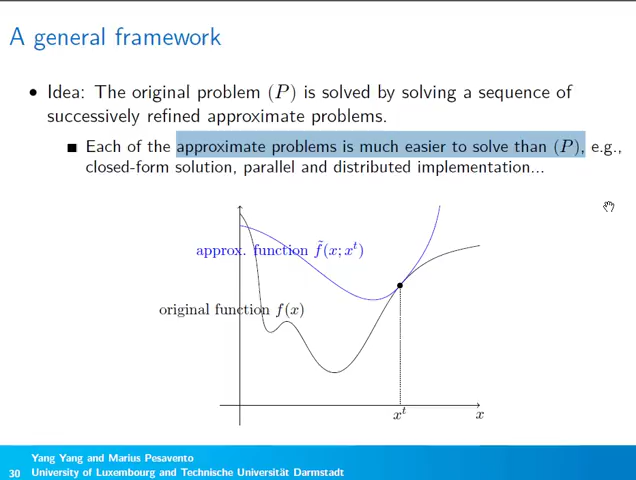 A general framework
• Idea: The original problem (P) is solved by solving a sequence of
successively refined approximate problems.
■ Each of the approximate problems is much easier to solve than (P), e.g.,
closed-form solution, parallel and distributed implementation...
approx. function f̃(x; xᵗ)
original function f(x)
xᵗ
x
Yang Yang and Marius Pesavento
30 University of Luxembourg and Technische Universität Darmstadt